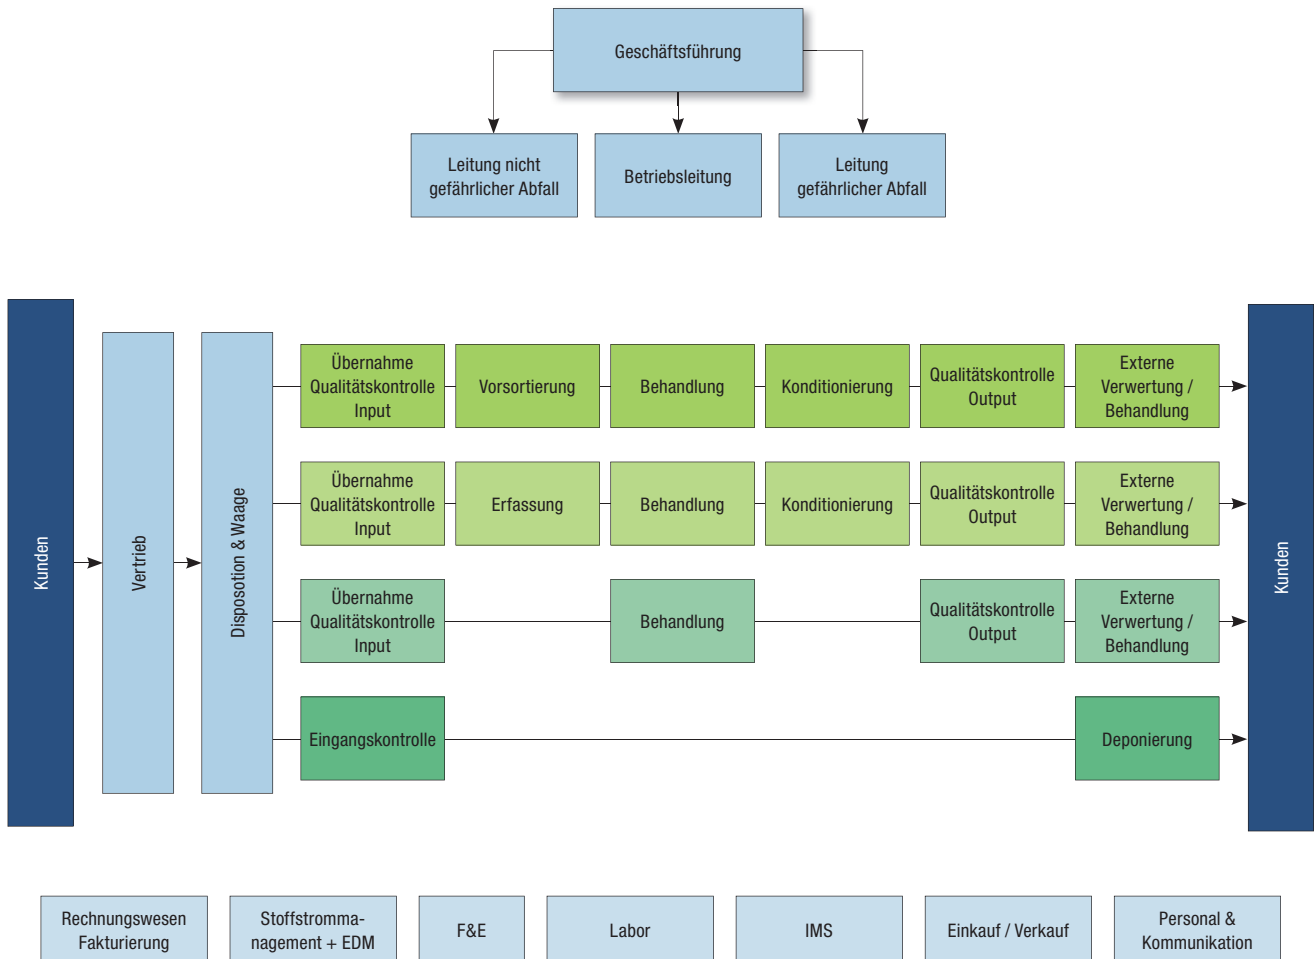 Geschäftsführung
Leitung nicht
gefährlicher Abfall
Betriebsleitung
Leitung
gefährlicher Abfall
Kunden
Vertrieb
Disposotion & Waage
Übernahme
Qualitätskontrolle
Input
Vorsortierung
Behandlung
Konditionierung
Qualitätskontrolle
Output
Externe
Verwertung /
Behandlung
Übernahme
Qualitätskontrolle
Input
Erfassung
Behandlung
Konditionierung
Qualitätskontrolle
Output
Externe
Verwertung /
Behandlung
Übernahme
Qualitätskontrolle
Input
Behandlung
Qualitätskontrolle
Output
Externe
Verwertung /
Behandlung
Eingangskontrolle
Deponierung
Kunden
Rechnungswesen
Fakturierung
Stoffstromma-
nagement + EDM
F&E
Labor
IMS
Einkauf / Verkauf
Personal &
Kommunikation